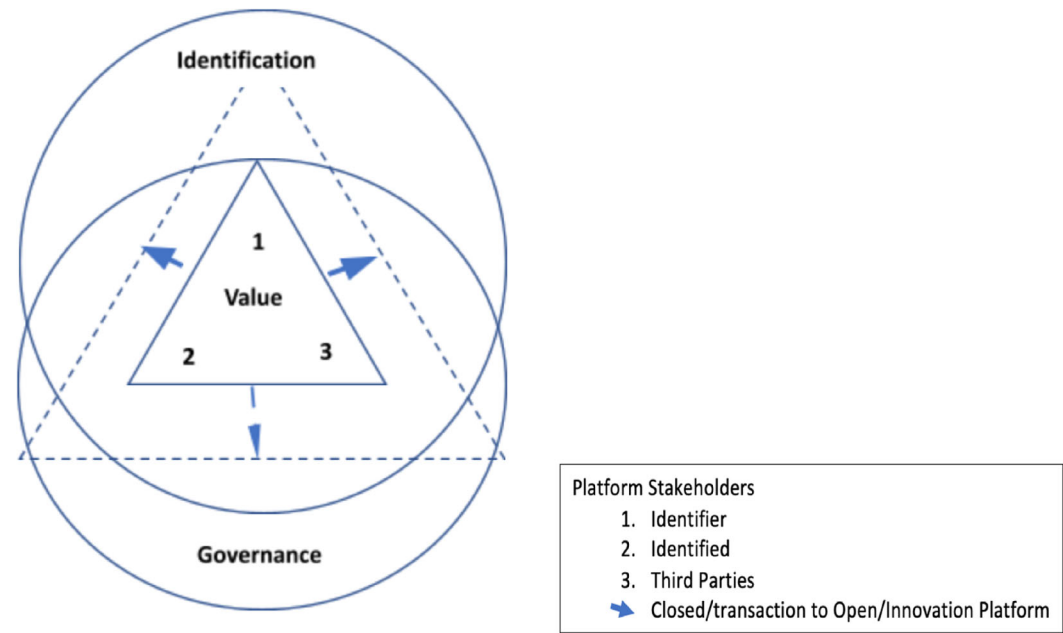 Identification
1
Value
2
3
Governance
Platform Stakeholders
1. Identifier
2. Identified
3. Third Parties
Closed/transaction to Open/Innovation Platform